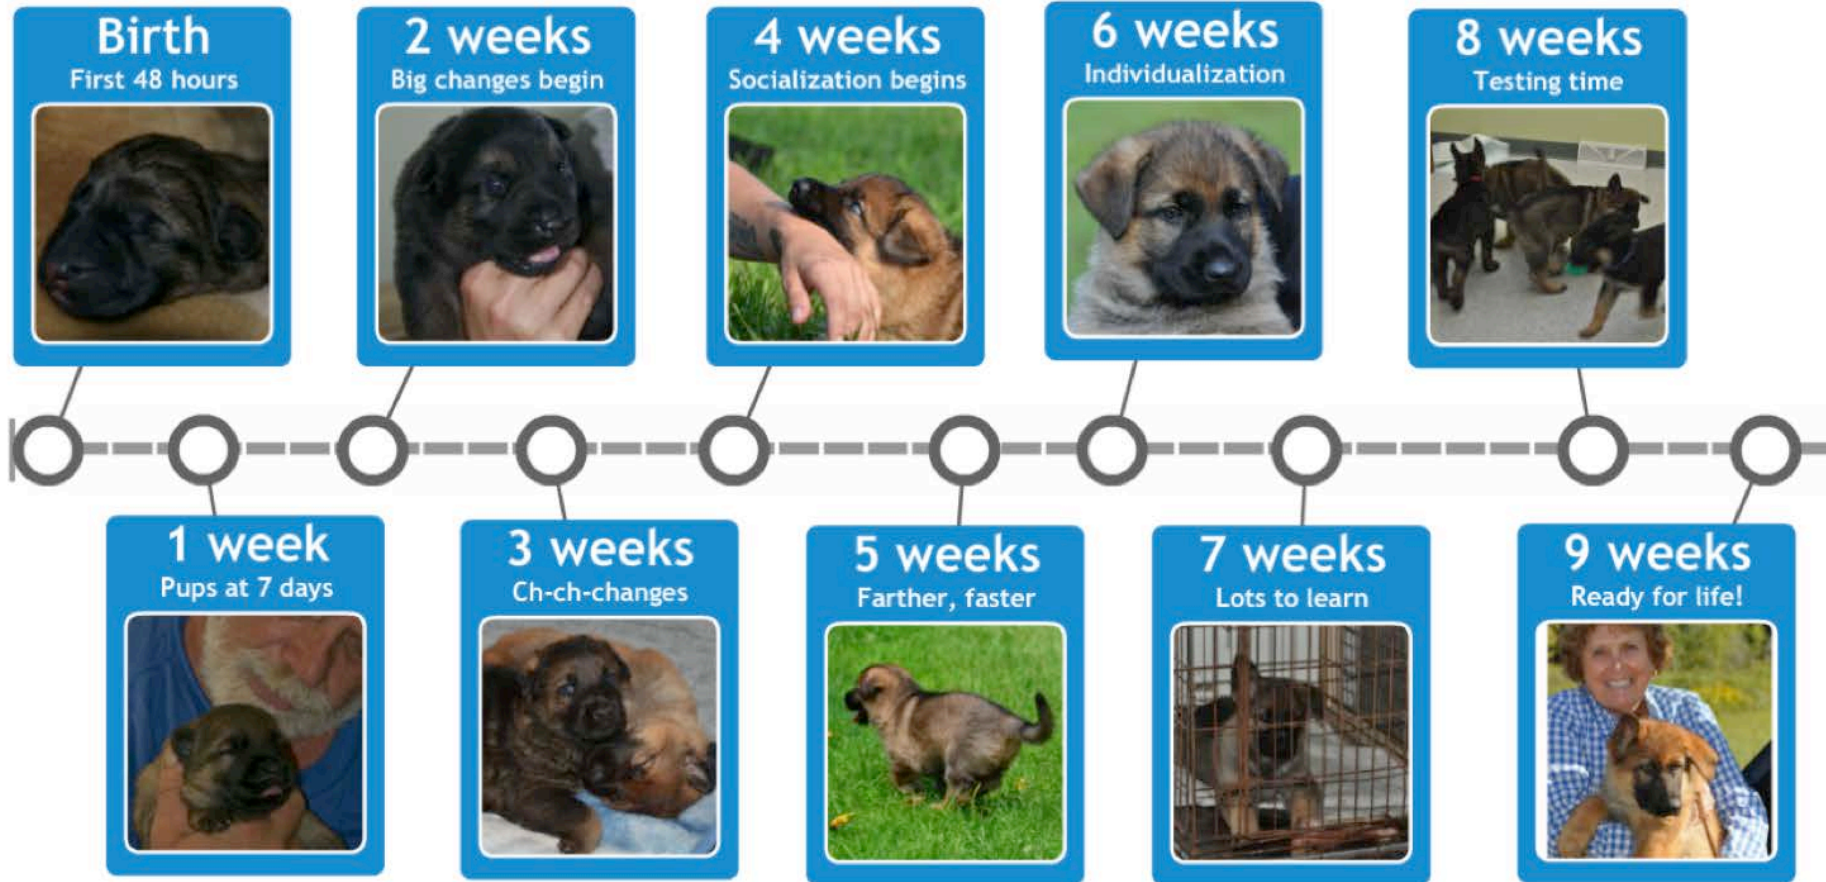 Birth
First 48 hours
1 week
Pups at 7 days
2 weeks
Big changes begin
3 weeks
Ch-ch-changes
4 weeks
Socialization begins
5 weeks
Farther, faster
6 weeks
Individualization
7 weeks
Lots to learn
8 weeks
Testing time
9 weeks
Ready for life!